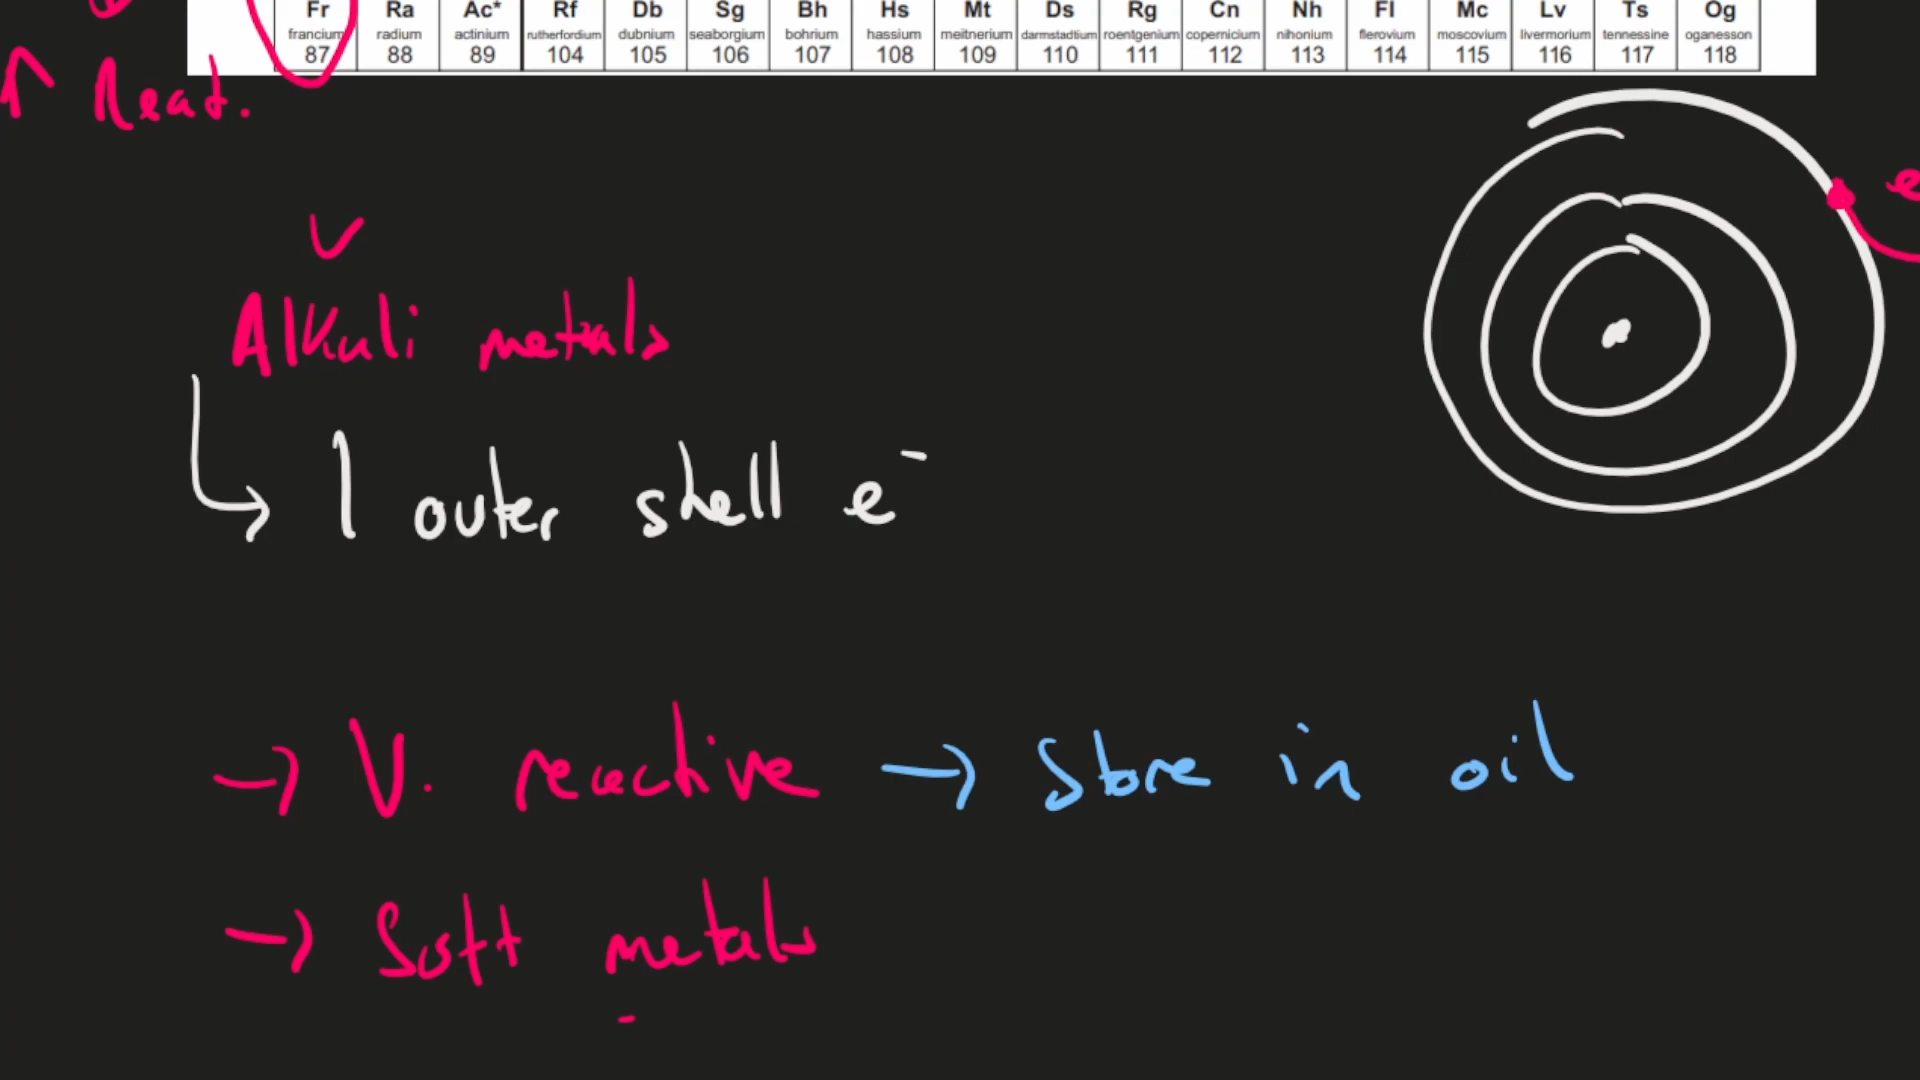 Fr Ra Ac* Rf Db Sg Bh Hs Mt Ds Rg Cn Nh Fl Mc Lv Ts Og
francium radium actinium rutherfordium dubnium seaborgium bohrium hassium meitnerium darmstadtium roentgenium copernicium nihonium flerovium moscovium livermorium tennessine oganesson
87 88 89 104 105 106 107 108 109 110 111 112 113 114 115 116 117 118
↑ Reat.
e
Alkali metals
1 outer shell e⁻
→ V. reactive → Store in oil
→ Soft metals